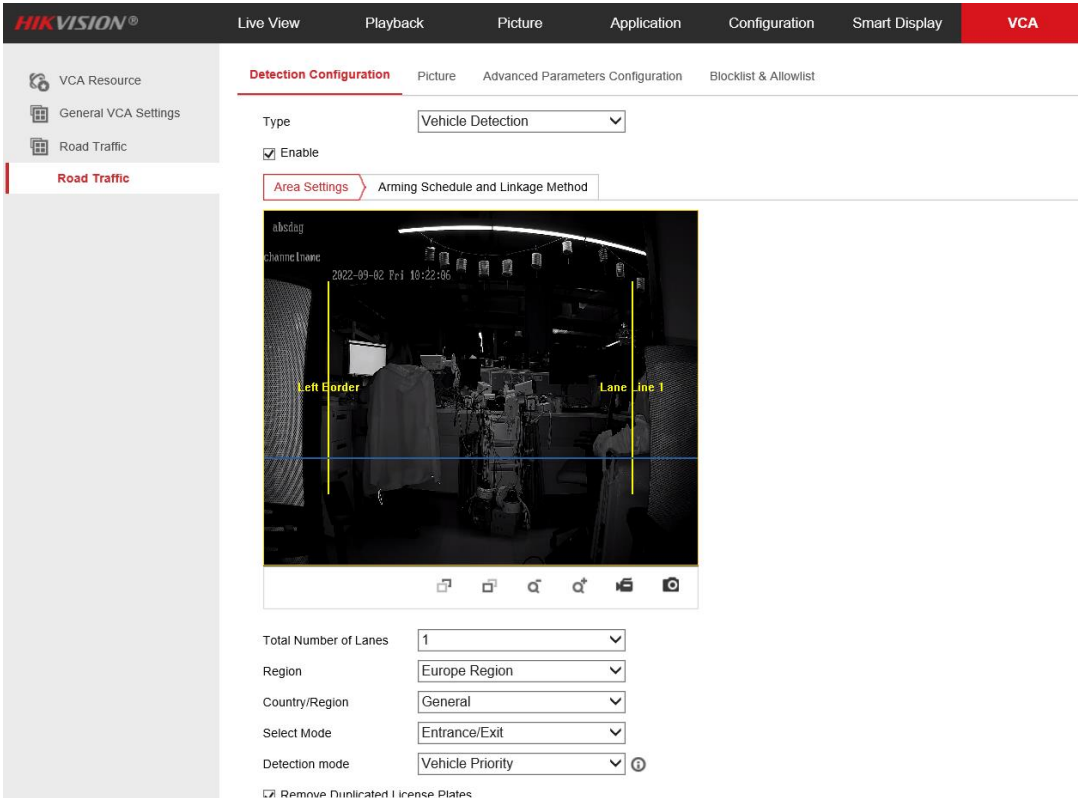 HIKVISION®
Live View Playback Picture Application Configuration Smart Display VCA
VCA Resource
General VCA Settings
Road Traffic
Road Traffic
Detection Configuration Picture Advanced Parameters Configuration Blocklist & Allowlist
Type Vehicle Detection
Enable
Area Settings Arming Schedule and Linkage Method
absdag
channelname
2022-09-02 Fri 10:22:06
Left Border Lane Line 1
Total Number of Lanes 1
Region Europe Region
Country/Region General
Select Mode Entrance/Exit
Detection mode Vehicle Priority
Remove Duplicated License Plates